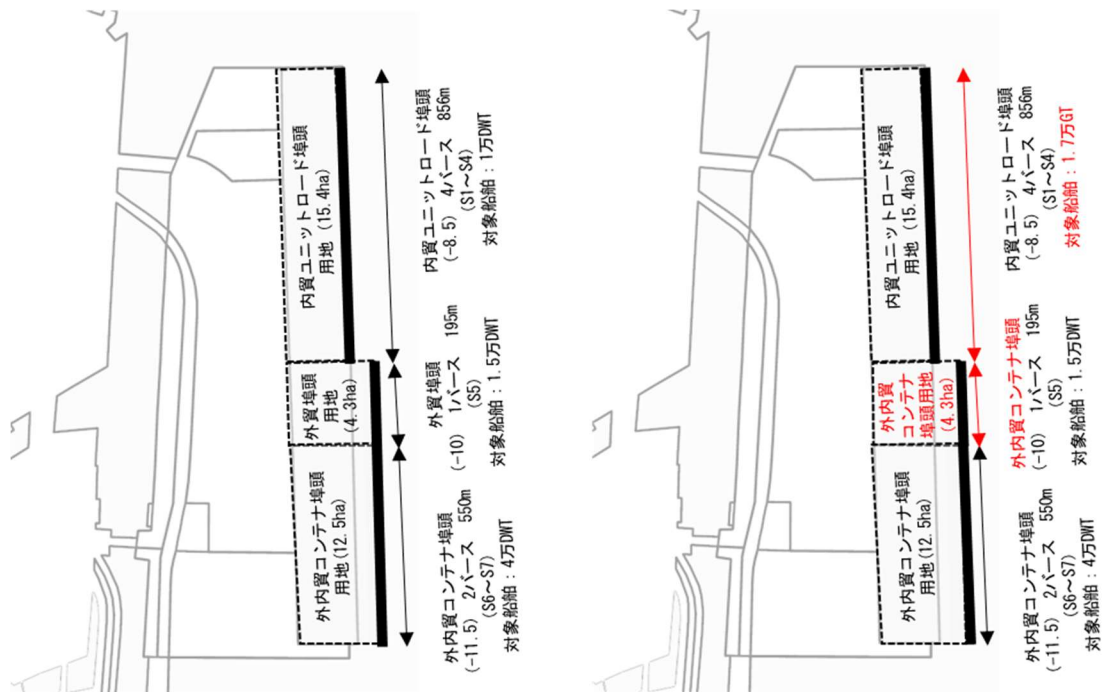 内貿ユニットロード埠頭
用地 (15.4ha)
外貿埠頭
用地
(4.3ha)
外内貿コンテナ埠頭
用地(12.5ha)
内貿ユニットロード埠頭
(-8.5) 4バース 856m
(S1～S4)
対象船舶：1万DWT
外貿埠頭
(-10) 1バース 195m
(S5)
対象船舶：1.5万DWT
外内貿コンテナ埠頭
(-11.5) 2バース 550m
(S6～S7)
対象船舶：4万DWT
内貿ユニットロード埠頭
用地 (15.4ha)
外内貿
コンテナ
埠頭用地
(4.3ha)
外内貿コンテナ埠頭
用地(12.5ha)
内貿ユニットロード埠頭
(-8.5) 4バース 856m
(S1～S4)
対象船舶：1.7万GT
外内貿コンテナ埠頭
(-10) 1バース 195m
(S5)
対象船舶：1.5万DWT
外内貿コンテナ埠頭
(-11.5) 2バース 550m
(S6～S7)
対象船舶：4万DWT